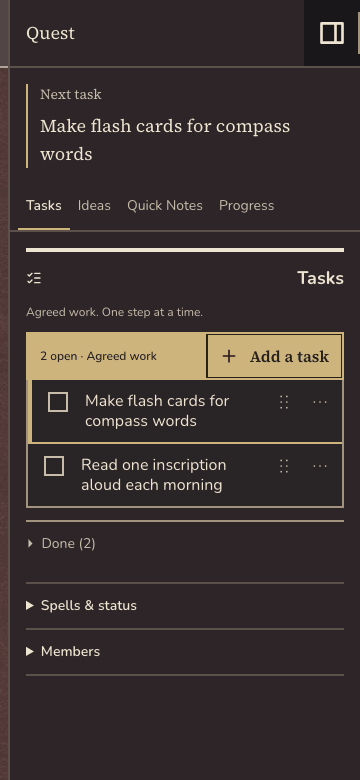 Quest
Next task
Make flash cards for compass
words
Tasks Ideas Quick Notes Progress
Tasks
Agreed work. One step at a time.
2 open · Agreed work
+ Add a task
Make flash cards for
compass words
Read one inscription
aloud each morning
Done (2)
Spells & status
Members